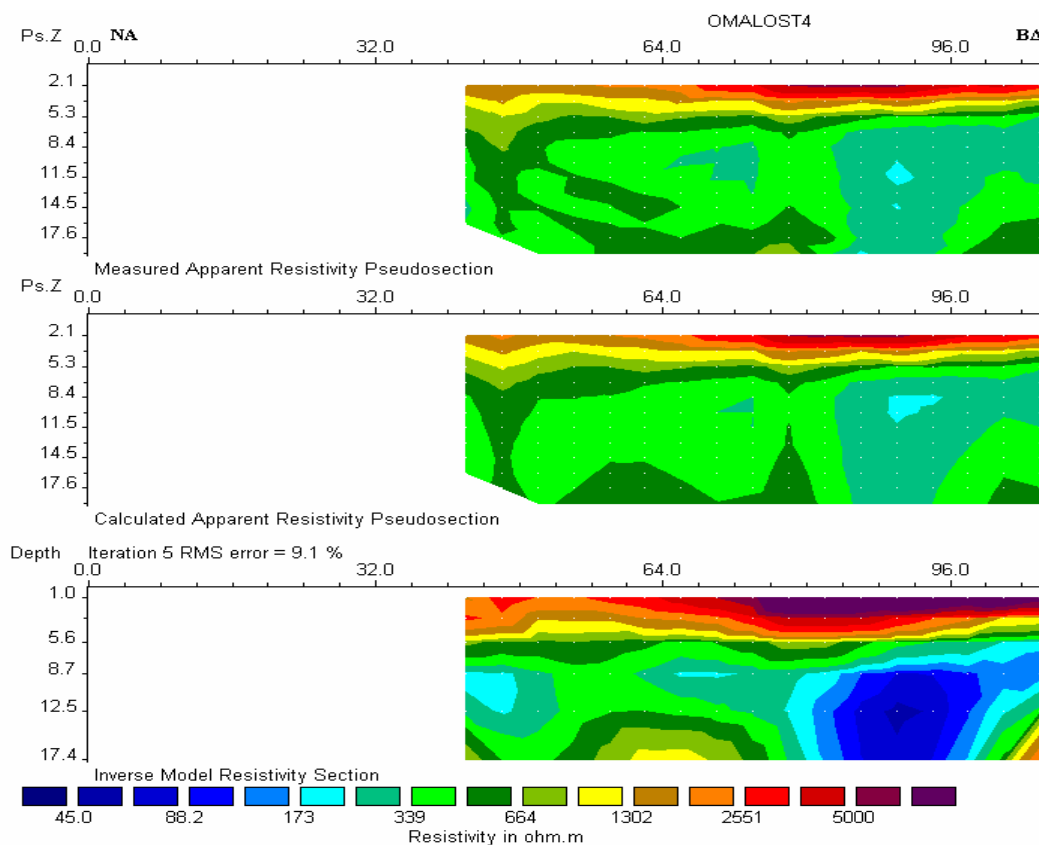 OMALOST4
Ps.Z 0.0 ΝΑ 32.0 64.0 96.0 ΒΔ
2.1
5.3
8.4
11.5
14.5
17.6
Measured Apparent Resistivity Pseudosection
Ps.Z 0.0 32.0 64.0 96.0
2.1
5.3
8.4
11.5
14.5
17.6
Calculated Apparent Resistivity Pseudosection
Depth Iteration 5 RMS error = 9.1 %
0.0 32.0 64.0 96.0
1.0
5.6
8.7
12.5
17.4
Inverse Model Resistivity Section
45.0 88.2 173 339 664 1302 2551 5000
Resistivity in ohm.m